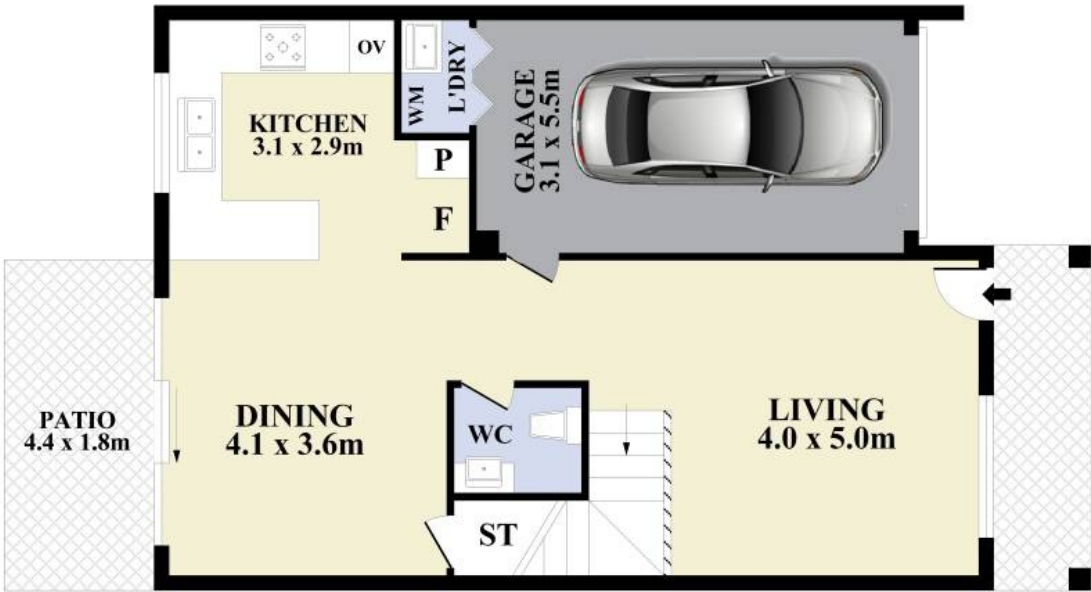 OV
KITCHEN
3.1 x 2.9m
WM
L'DRY
P
F
GARAGE
3.1 x 5.5m
PATIO
4.4 x 1.8m
DINING
4.1 x 3.6m
WC
ST
LIVING
4.0 x 5.0m